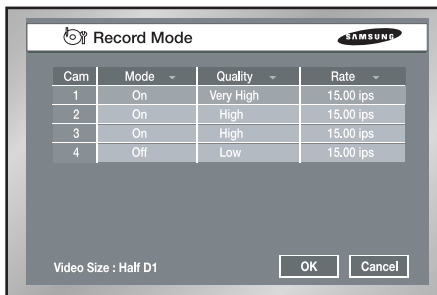 Record Mode
SAMSUNG
Cam Mode Quality Rate
1 On Very High 15.00 ips
2 On High 15.00 ips
3 On High 15.00 ips
4 Off Low 15.00 ips
Video Size : Half D1
OK Cancel